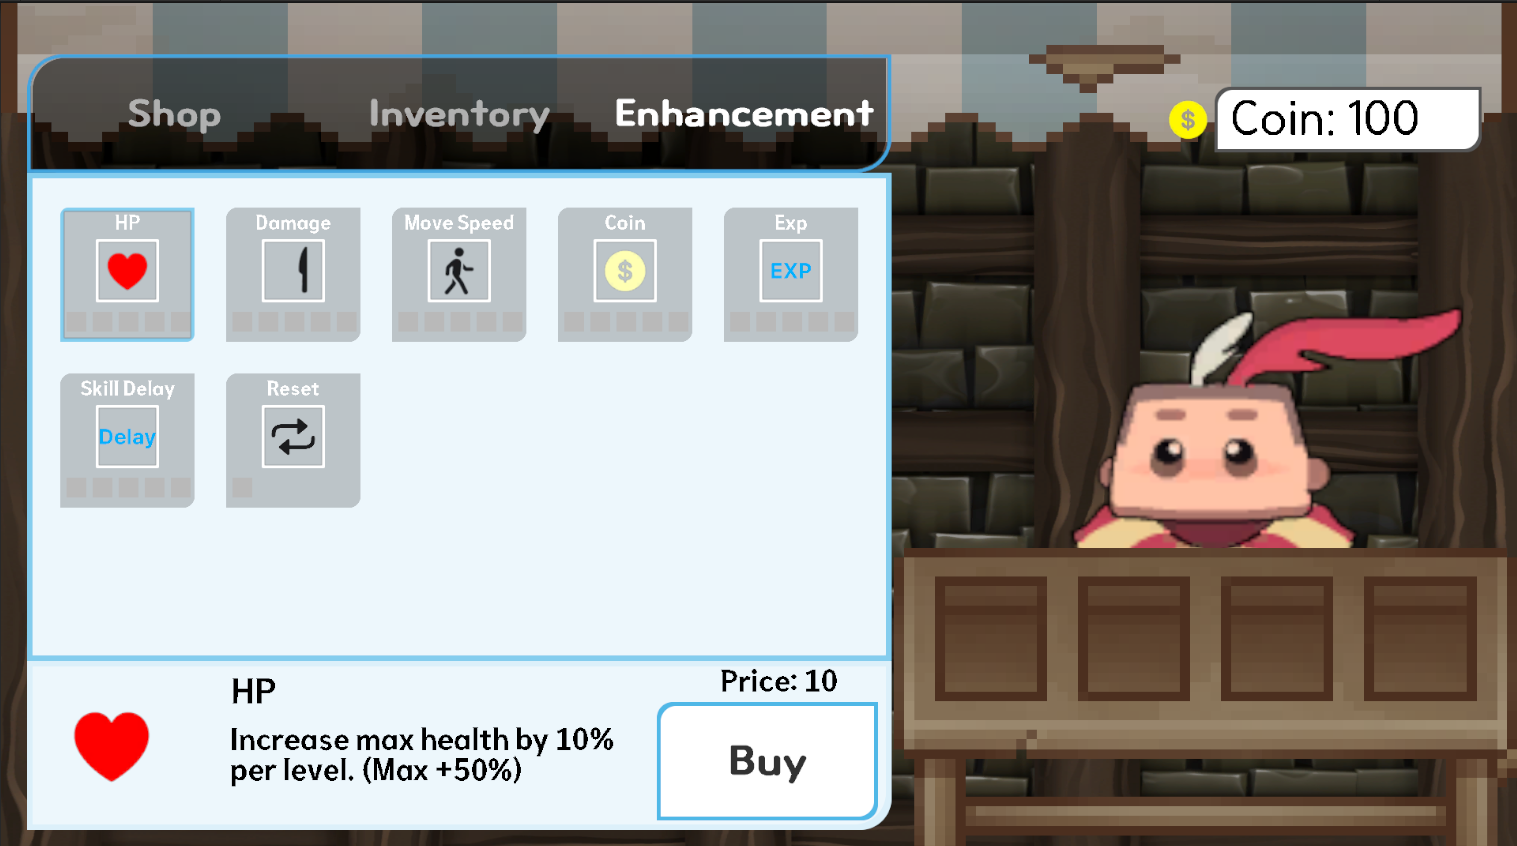 Shop Inventory Enhancement
$ Coin: 100
HP Damage Move Speed Coin Exp
$ EXP
Skill Delay Reset
Delay
HP
Price: 10
Increase max health by 10%
per level. (Max +50%)
Buy